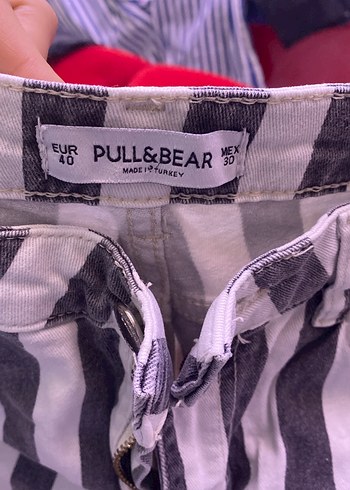 EUR 40
PULL&BEAR
MADE IN TURKEY
MEX 30